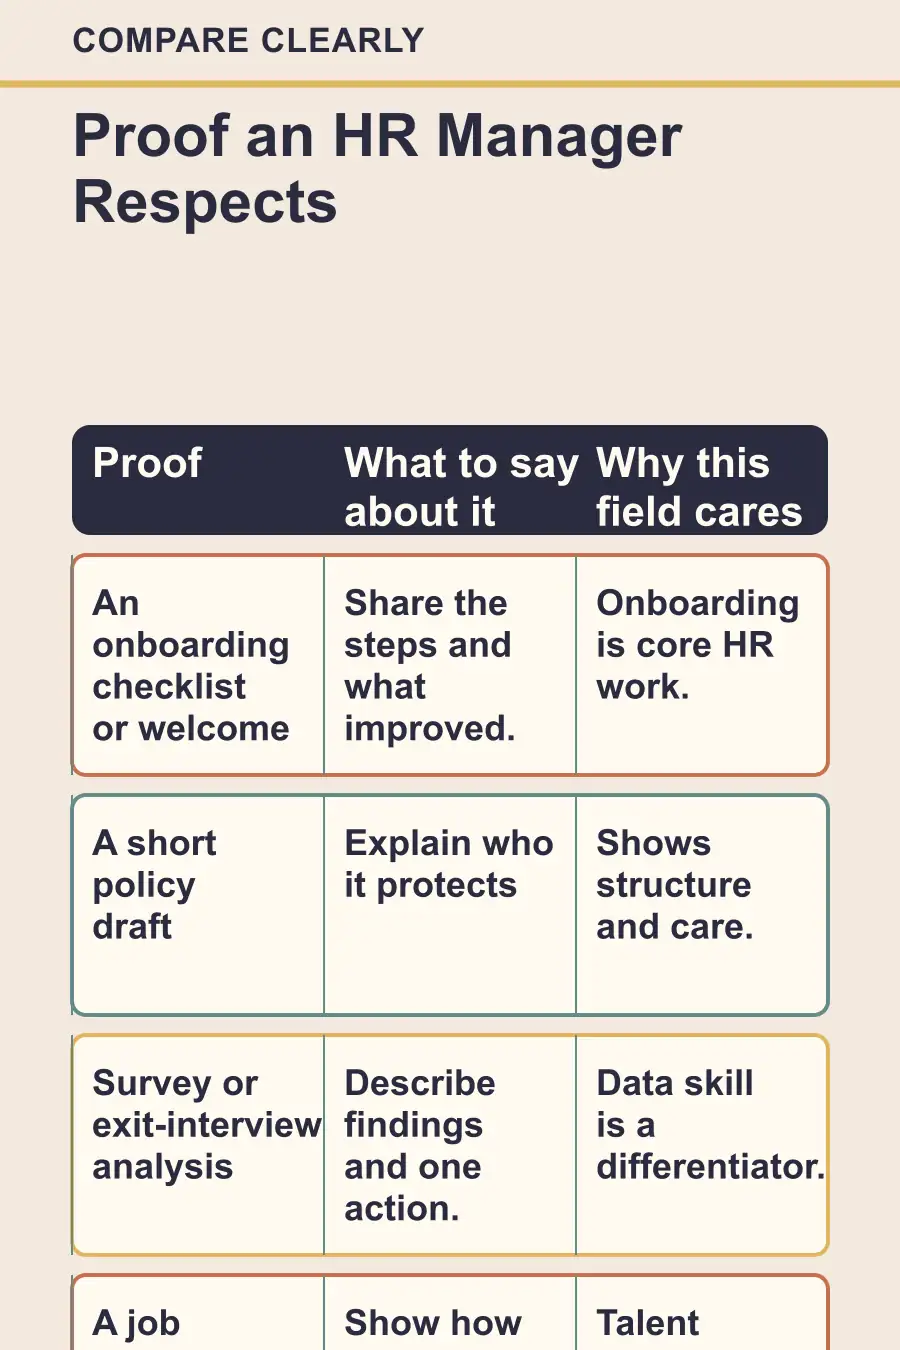 COMPARE CLEARLY
Proof an HR Manager
Respects
Proof
What to say
about it
Why this
field cares
An
onboarding
checklist
or welcome
Share the
steps and
what
improved.
Onboarding
is core HR
work.
A short
policy
draft
Explain who
it protects
Shows
structure
and care.
Survey or
exit-interview
analysis
Describe
findings
and one
action.
Data skill
is a
differentiator.
A job
Show how
Talent